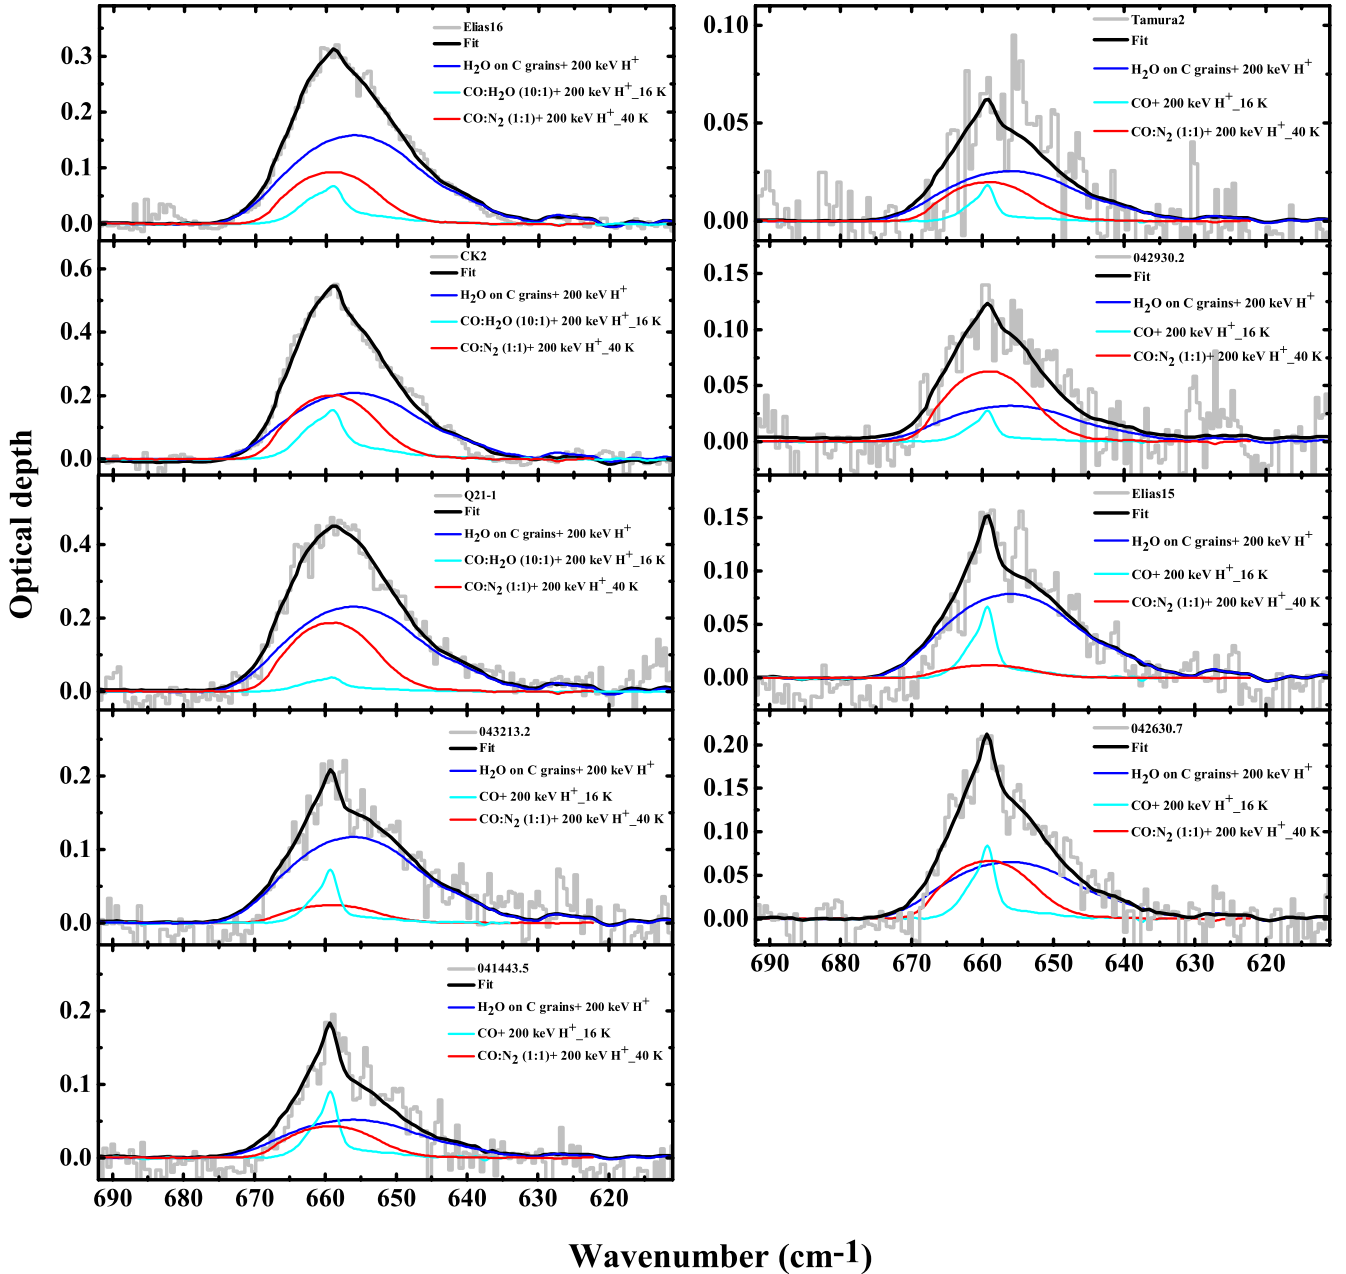 Optical depth
Elias16
Fit
H2O on C grains+ 200 keV H+
CO:H2O (10:1)+ 200 keV H+_16 K
CO:N2 (1:1)+ 200 keV H+_40 K
0.3
0.2
0.1
0.0
CK2
Fit
H2O on C grains+ 200 keV H+
CO:H2O (10:1)+ 200 keV H+_16 K
CO:N2 (1:1)+ 200 keV H+_40 K
0.6
0.4
0.2
0.0
Q21-1
Fit
H2O on C grains+ 200 keV H+
CO:H2O (10:1)+ 200 keV H+_16 K
CO:N2 (1:1)+ 200 keV H+_40 K
0.4
0.2
0.0
043213.2
Fit
H2O on C grains+ 200 keV H+
CO+ 200 keV H+_16 K
CO:N2 (1:1)+ 200 keV H+_40 K
0.2
0.1
0.0
041443.5
Fit
H2O on C grains+ 200 keV H+
CO+ 200 keV H+_16 K
CO:N2 (1:1)+ 200 keV H+_40 K
0.2
0.1
0.0
690 680 670 660 650 640 630 620
Tamura2
Fit
H2O on C grains+ 200 keV H+
CO+ 200 keV H+_16 K
CO:N2 (1:1)+ 200 keV H+_40 K
0.10
0.05
0.00
042930.2
Fit
H2O on C grains+ 200 keV H+
CO+ 200 keV H+_16 K
CO:N2 (1:1)+ 200 keV H+_40 K
0.15
0.10
0.05
0.00
Elias15
Fit
H2O on C grains+ 200 keV H+
CO+ 200 keV H+_16 K
CO:N2 (1:1)+ 200 keV H+_40 K
0.15
0.10
0.05
0.00
042630.7
Fit
H2O on C grains+ 200 keV H+
CO+ 200 keV H+_16 K
CO:N2 (1:1)+ 200 keV H+_40 K
0.20
0.15
0.10
0.05
0.00
690 680 670 660 650 640 630 620
Wavenumber (cm-1)